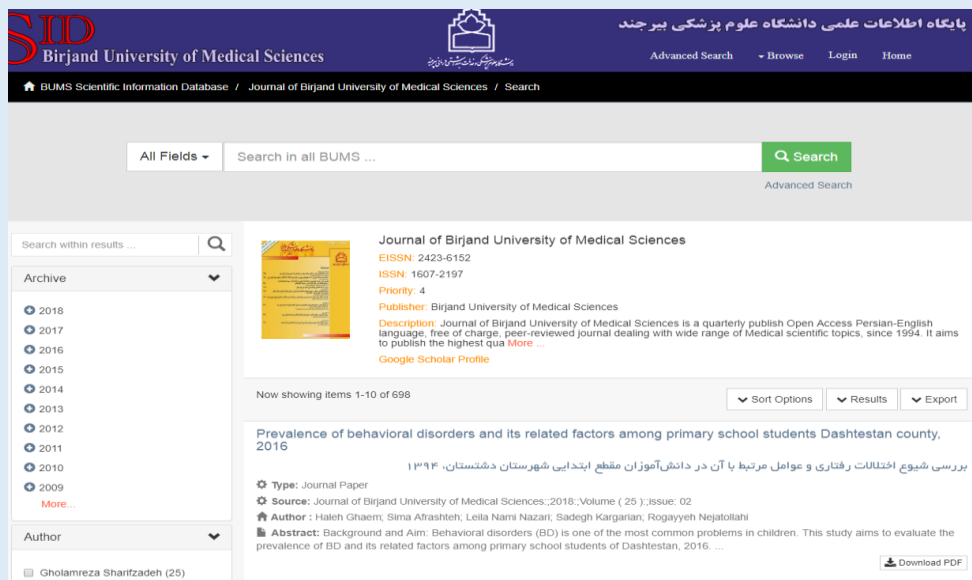 SID
پایگاه اطلاعات علمی دانشگاه علوم پزشکی بیرجند
Birjand University of Medical Sciences
Advanced Search Browse Login Home
BUMS Scientific Information Database / Journal of Birjand University of Medical Sciences / Search
All Fields Search in all BUMS ... Search
Advanced Search
Search within results ...
Archive
2018
2017
2016
2015
2014
2013
2012
2011
2010
2009
More...
Author
Gholamreza Sharifzadeh (25)
Journal of Birjand University of Medical Sciences
EISSN: 2423-6152
ISSN: 1607-2197
Priority: 4
Publisher: Birjand University of Medical Sciences
Description: Journal of Birjand University of Medical Sciences is a quarterly publish Open Access Persian-English
language, free of charge, peer-reviewed journal dealing with wide range of Medical scientific topics, since 1994. It aims
to publish the highest qua More ...
Google Scholar Profile
Now showing items 1-10 of 698
Sort Options Results Export
Prevalence of behavioral disorders and its related factors among primary school students Dashtestan county,
2016
بررسی شیوع اختلالات رفتاری و عوامل مرتبط با آن در دانش‌آموزان مقطع ابتدایی شهرستان دشتستان، ۱۳۹۴
Type: Journal Paper
Source: Journal of Birjand University of Medical Sciences:;2018:;Volume ( 25 ):;issue: 02
Author : Haleh Ghaem; Sima Afrashteh; Leila Nami Nazari; Sadegh Kargarian; Rogayyeh Nejatollahi
Abstract: Background and Aim: Behavioral disorders (BD) is one of the most common problems in children. This study aims to evaluate the
prevalence of BD and its related factors among primary school students of Dashtestan, 2016. ...
Download PDF